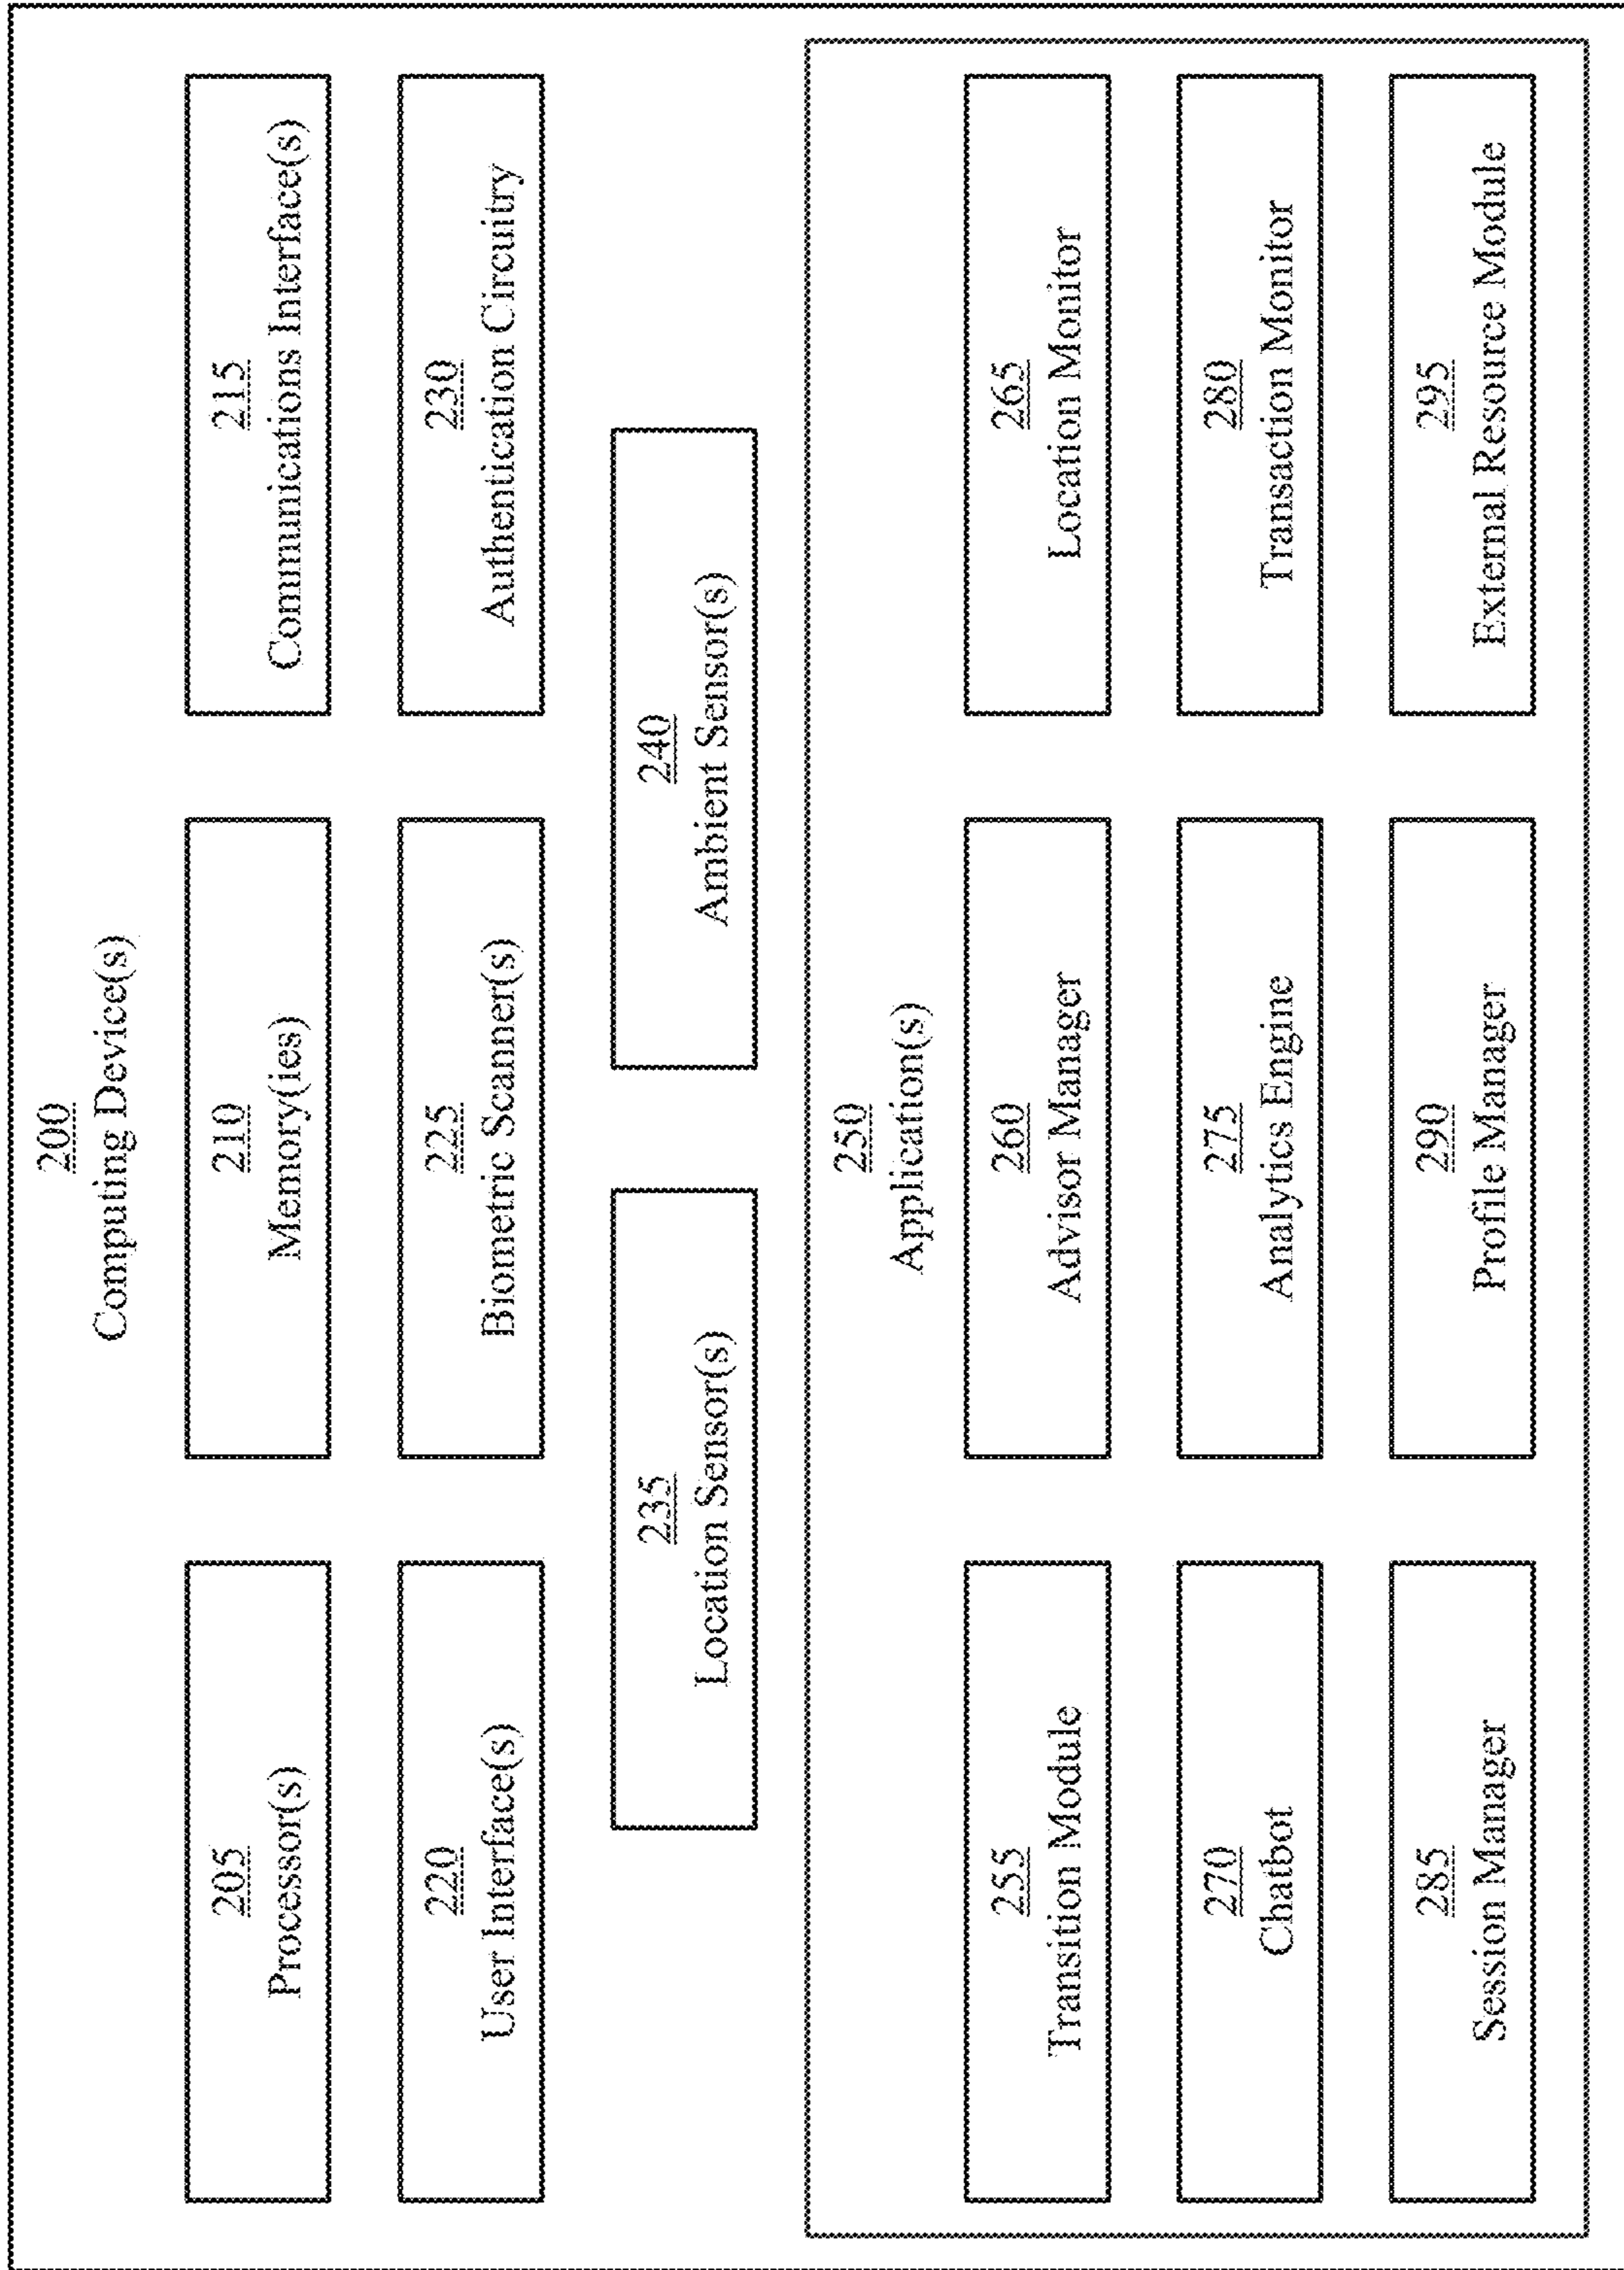 200
Computing Device(s)
205
Processor(s)
210
Memory(ies)
215
Communications Interface(s)
220
User Interface(s)
225
Biometric Scanner(s)
230
Authentication Circuitry
235
Location Sensor(s)
240
Ambient Sensor(s)
250
Application(s)
255
Transition Module
260
Advisor Manager
265
Location Monitor
270
Chatbot
275
Analytics Engine
280
Transaction Monitor
285
Session Manager
290
Profile Manager
295
External Resource Module